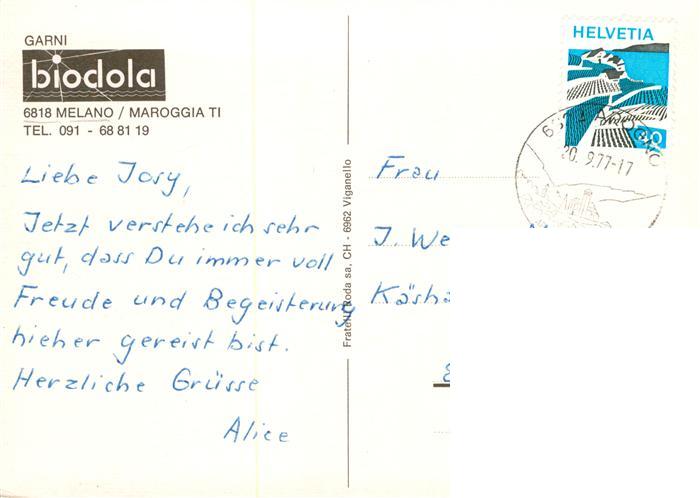 GARNI
biodola
6818 MELANO / MAROGGIA TI
TEL. 091 - 68 81 19
Liebe Josy,
Jetzt verstehe ich sehr
gut, dass Du immer voll
Freude und Begeisterung
hieher gereist bist.
Herzliche Grüsse
Alice
Fratelli Roda sa, CH - 6962 Viganello
HELVETIA
20. 9.77-17
Frau
J. We
Käsh